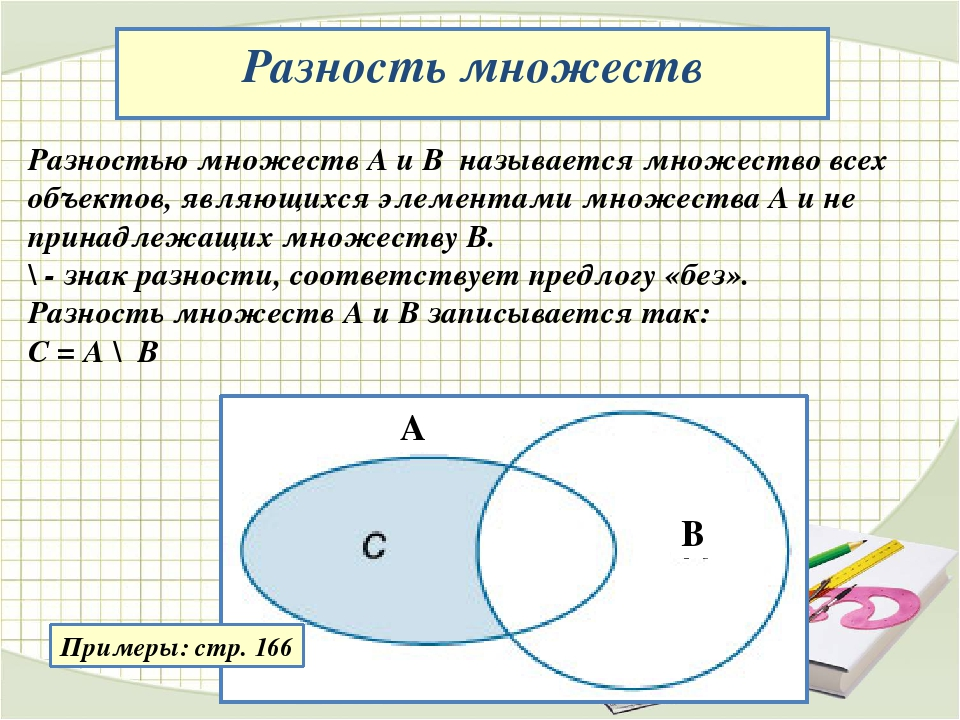 Разность множеств
Разностью множеств А и В называется множество всех
объектов, являющихся элементами множества А и не
принадлежащих множеству В.
\ - знак разности, соответствует предлогу «без».
Разность множеств А и В записывается так:
С = А \ В
А
С
В
Примеры: стр. 166